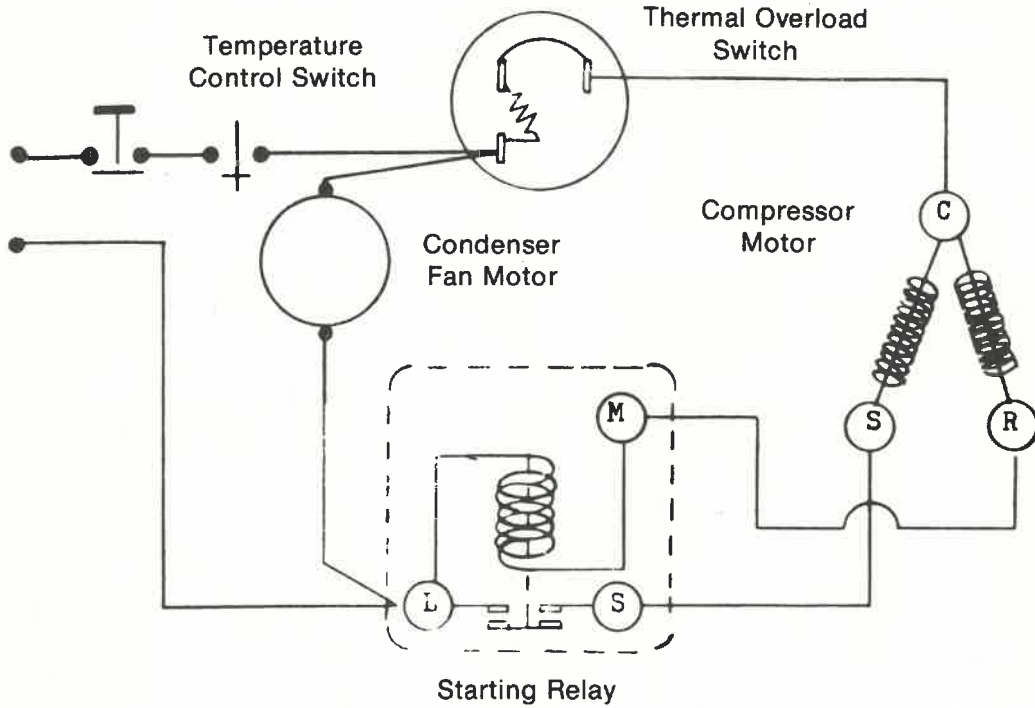 Thermal Overload
Switch
Temperature
Control Switch
Compressor
Motor
C
Condenser
Fan Motor
M
S
R
L
S
Starting Relay